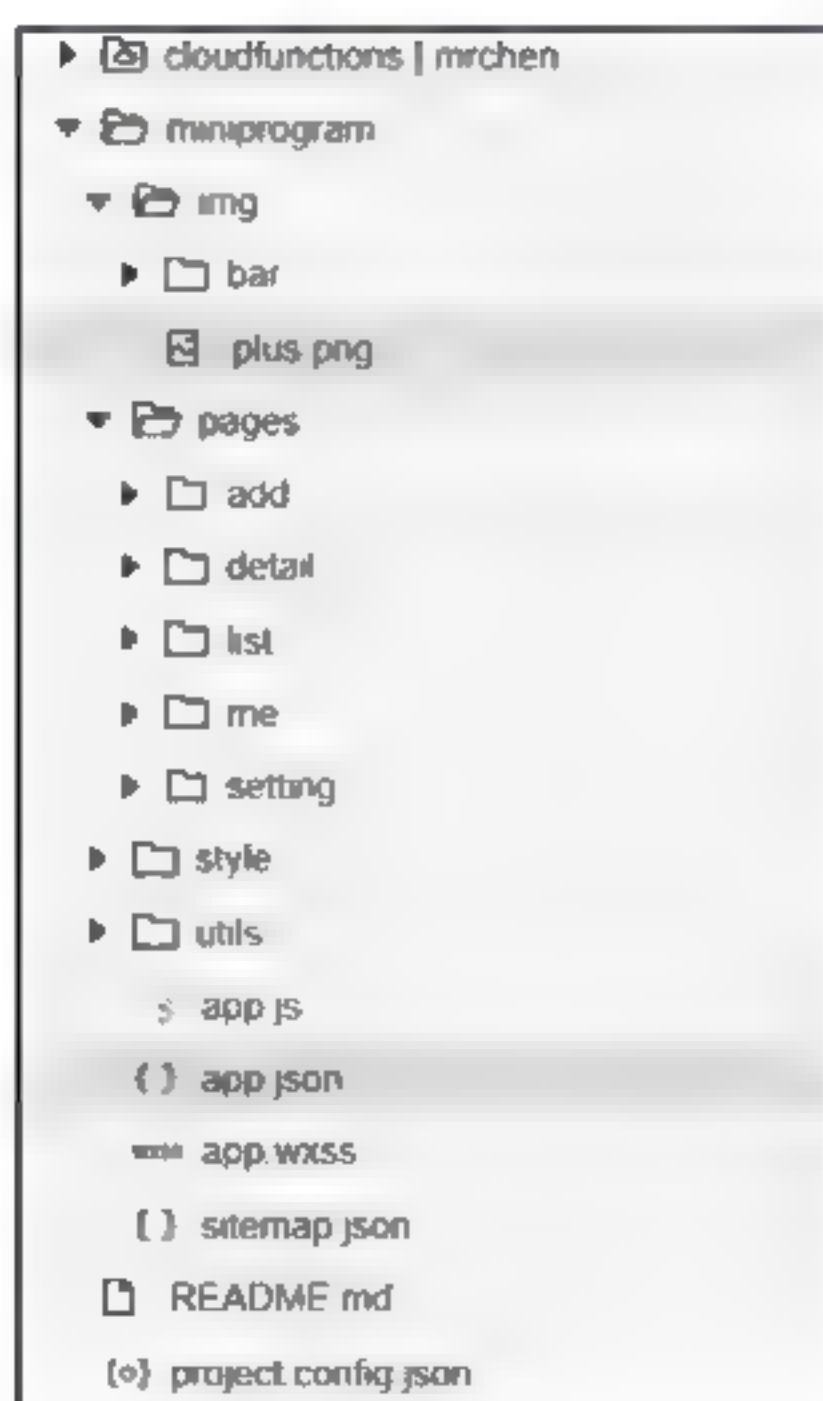 cloudfunctions | mrchen
miniprogram
img
bar
plus.png
pages
add
detail
list
me
setting
style
utils
app.js
{ } app.json
app.wxss
{ } sitemap.json
README.md
{o} project.config.json